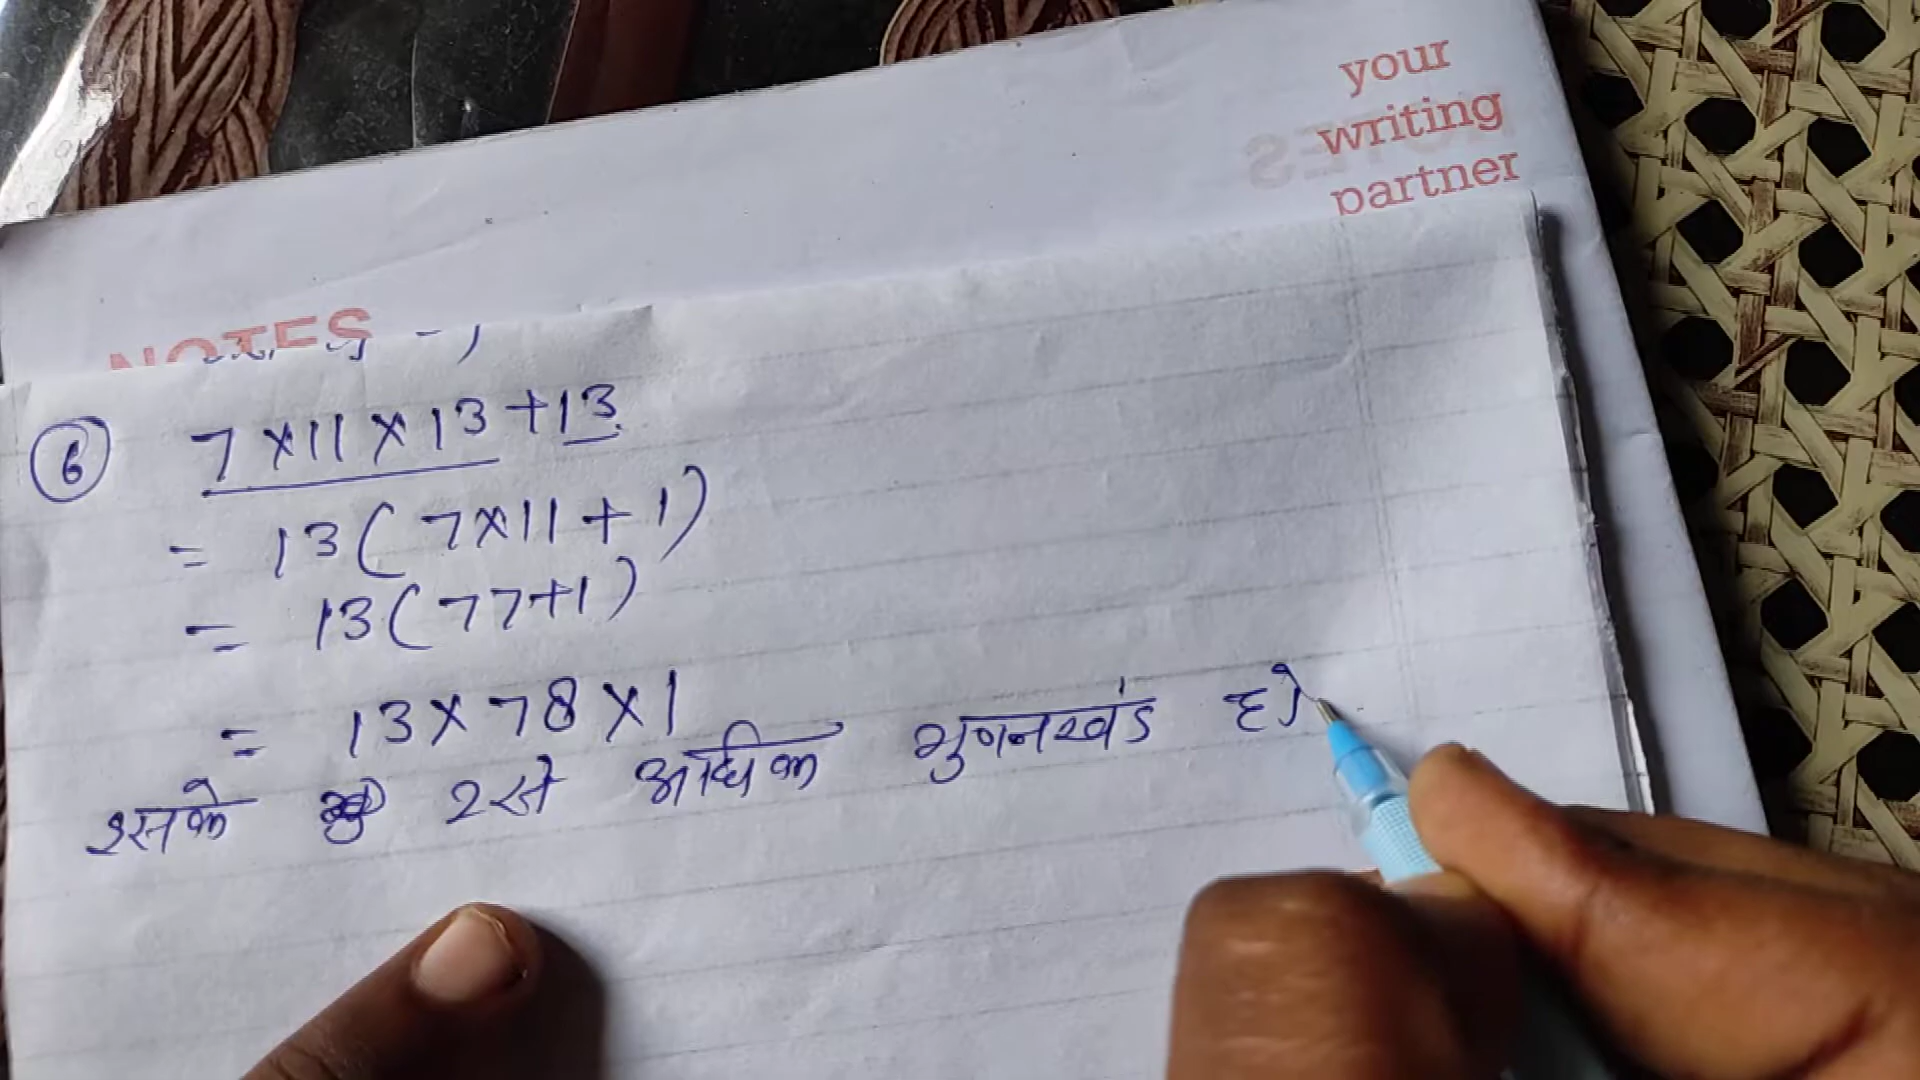 your
writing
partner
NOTES
6 7×11×13+13
= 13(7×11+1)
= 13(77+1)
= 13×78×1
इसके 2से अधिक गुणनखंड हो